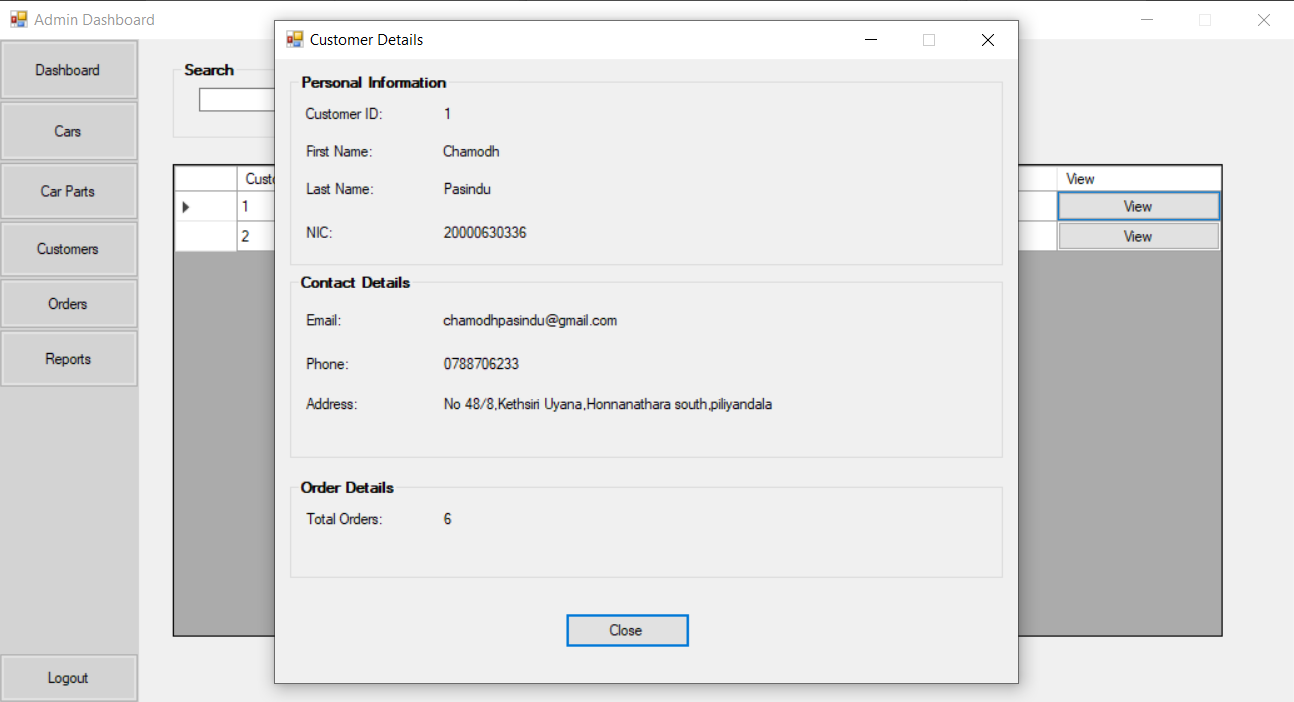 Admin Dashboard
Customer Details
Dashboard
Cars
Car Parts
Customers
Orders
Reports
Logout
Search
View
1
View
2
View
Personal Information
Customer ID: 1
First Name: Chamodh
Last Name: Pasindu
NIC: 20000630336
Contact Details
Email: chamodhpasindu@gmail.com
Phone: 0788706233
Address: No 48/8,Kethsiri Uyana,Honnanathara south,piliyandala
Order Details
Total Orders: 6
Close